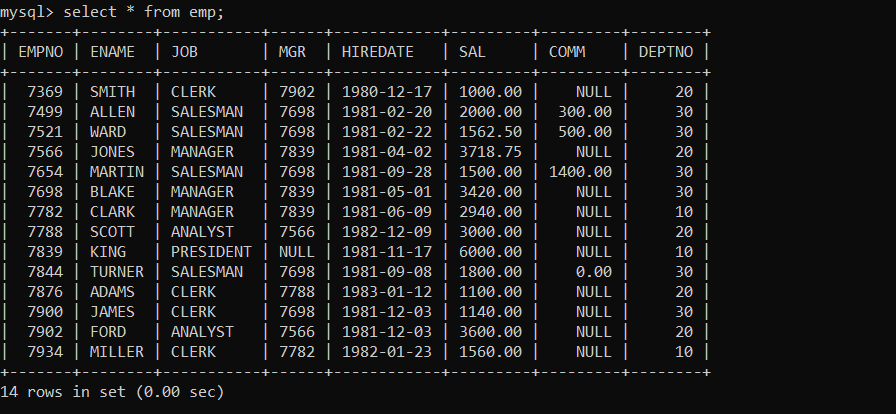 mysql> select * from emp;
+-------+--------+-----------+------+------------+---------+---------+--------+
| EMPNO | ENAME  | JOB       | MGR  | HIREDATE   | SAL     | COMM    | DEPTNO |
+-------+--------+-----------+------+------------+---------+---------+--------+
|  7369 | SMITH  | CLERK     | 7902 | 1980-12-17 | 1000.00 |    NULL |     20 |
|  7499 | ALLEN  | SALESMAN  | 7698 | 1981-02-20 | 2000.00 |  300.00 |     30 |
|  7521 | WARD   | SALESMAN  | 7698 | 1981-02-22 | 1562.50 |  500.00 |     30 |
|  7566 | JONES  | MANAGER   | 7839 | 1981-04-02 | 3718.75 |    NULL |     20 |
|  7654 | MARTIN | SALESMAN  | 7698 | 1981-09-28 | 1500.00 | 1400.00 |     30 |
|  7698 | BLAKE  | MANAGER   | 7839 | 1981-05-01 | 3420.00 |    NULL |     30 |
|  7782 | CLARK  | MANAGER   | 7839 | 1981-06-09 | 2940.00 |    NULL |     10 |
|  7788 | SCOTT  | ANALYST   | 7566 | 1982-12-09 | 3000.00 |    NULL |     20 |
|  7839 | KING   | PRESIDENT | NULL | 1981-11-17 | 6000.00 |    NULL |     10 |
|  7844 | TURNER | SALESMAN  | 7698 | 1981-09-08 | 1800.00 |    0.00 |     30 |
|  7876 | ADAMS  | CLERK     | 7788 | 1983-01-12 | 1100.00 |    NULL |     20 |
|  7900 | JAMES  | CLERK     | 7698 | 1981-12-03 | 1140.00 |    NULL |     30 |
|  7902 | FORD   | ANALYST   | 7566 | 1981-12-03 | 3600.00 |    NULL |     20 |
|  7934 | MILLER | CLERK     | 7782 | 1982-01-23 | 1560.00 |    NULL |     10 |
+-------+--------+-----------+------+------------+---------+---------+--------+
14 rows in set (0.00 sec)